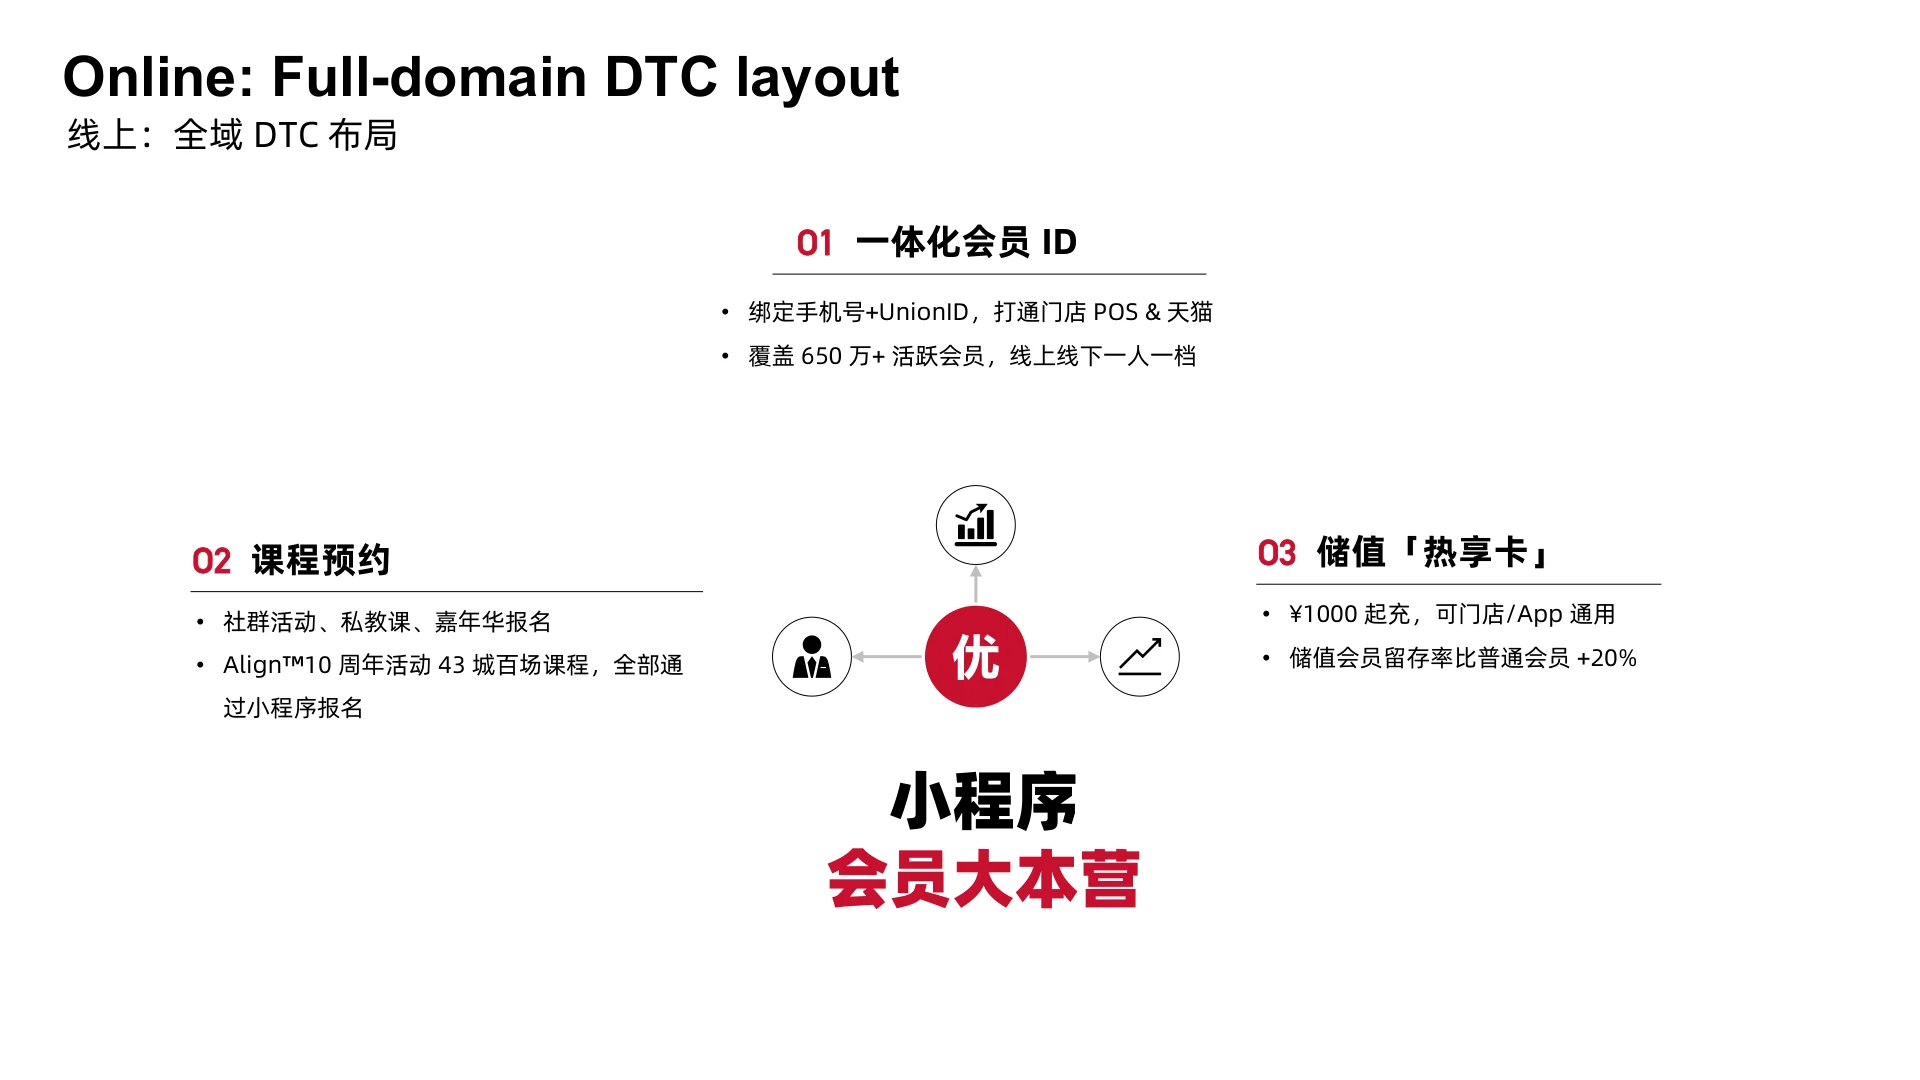 Online: Full-domain DTC layout
线上：全域 DTC 布局
01 一体化会员 ID
• 绑定手机号+UnionID，打通门店 POS & 天猫
• 覆盖 650 万+ 活跃会员，线上线下一人一档
02 课程预约
• 社群活动、私教课、嘉年华报名
• Align™10 周年活动 43 城百场课程，全部通
过小程序报名
03 储值「热享卡」
• ¥1000 起充，可门店/App 通用
• 储值会员留存率比普通会员 +20%
优
小程序
会员大本营